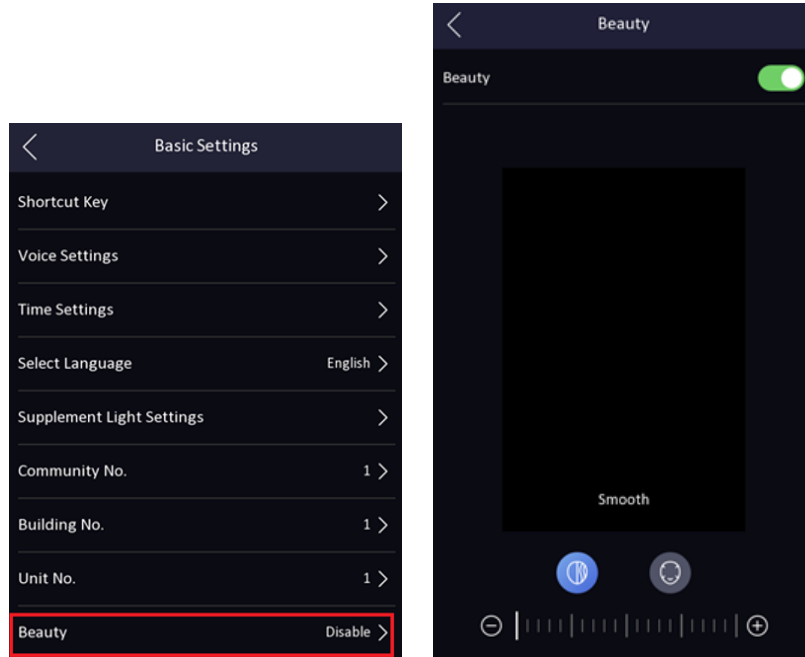 Basic Settings
Shortcut Key
Voice Settings
Time Settings
Select Language English
Supplement Light Settings
Community No. 1
Building No. 1
Unit No. 1
Beauty Disable
Beauty
Beauty
Smooth